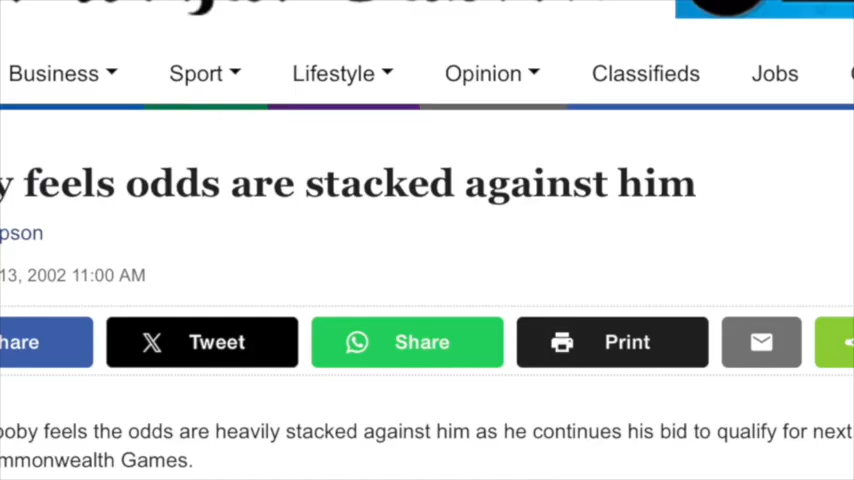 Business Sport Lifestyle Opinion Classifieds Jobs
y feels odds are stacked against him
pson
13, 2002 11:00 AM
hare Tweet Share Print
ooby feels the odds are heavily stacked against him as he continues his bid to qualify for next
mmonwealth Games.